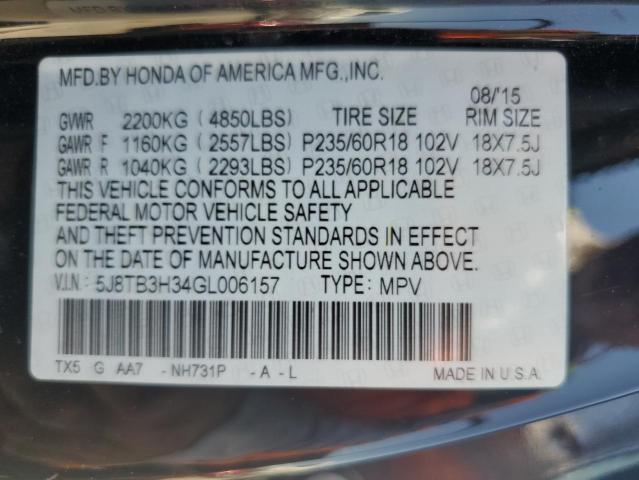 MFD.BY HONDA OF AMERICA MFG.,INC.
08/'15
GVWR 2200KG (4850LBS) TIRE SIZE RIM SIZE
GAWR F 1160KG (2557LBS) P235/60R18 102V 18X7.5J
GAWR R 1040KG (2293LBS) P235/60R18 102V 18X7.5J
THIS VEHICLE CONFORMS TO ALL APPLICABLE
FEDERAL MOTOR VEHICLE SAFETY
AND THEFT PREVENTION STANDARDS IN EFFECT
ON THE DATE OF MANUFACTURE SHOWN ABOVE.
V.I.N.: 5J8TB3H34GL006157 TYPE: MPV
TX5 G AA7 -NH731P -A-L
MADE IN U.S.A.